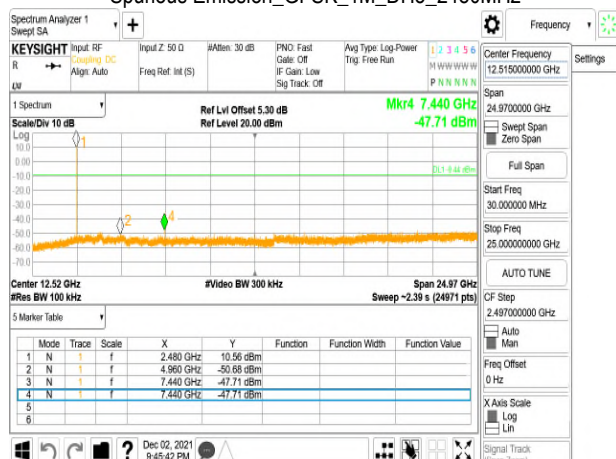 Spectrum Analyzer 1
Swept SA
Frequency
Settings
KEYSIGHT
Input: RF
Coupling: DC
Align: Auto
Input Z: 50 Ω
Freq Ref: Int (S)
#Atten: 30 dB
PNO: Fast
Gate: Off
IF Gain: Low
Sig Track: Off
Avg Type: Log-Power
Trig: Free Run
1 2 3 4 5 6
M W W W W W
P N N N N N
R
LXI
1 Spectrum
Scale/Div 10 dB
Log
Ref Lvl Offset 5.30 dB
Ref Level 20.00 dBm
Mkr4 7.440 GHz
-47.71 dBm
10.0
0.00
-10.0
-20.0
-30.0
-40.0
-50.0
-60.0
-70.0
1
2
4
DL1 -9.44 dBm
Center 12.52 GHz
#Res BW 100 kHz
#Video BW 300 kHz
Span 24.97 GHz
Sweep ~2.39 s (24971 pts)
5 Marker Table
Mode Trace Scale X Y Function Function Width Function Value
1 N 1 f 2.480 GHz 10.56 dBm
2 N 1 f 4.960 GHz -50.68 dBm
3 N 1 f 7.440 GHz -47.71 dBm
4 N 1 f 7.440 GHz -47.71 dBm
5
6
Dec 02, 2021
9:45:42 PM
Center Frequency
12.515000000 GHz
Span
24.9700000 GHz
Swept Span
Zero Span
Full Span
Start Freq
30.000000 MHz
Stop Freq
25.000000000 GHz
AUTO TUNE
CF Step
2.497000000 GHz
Auto
Man
Freq Offset
0 Hz
X Axis Scale
Log
Lin
Signal Track